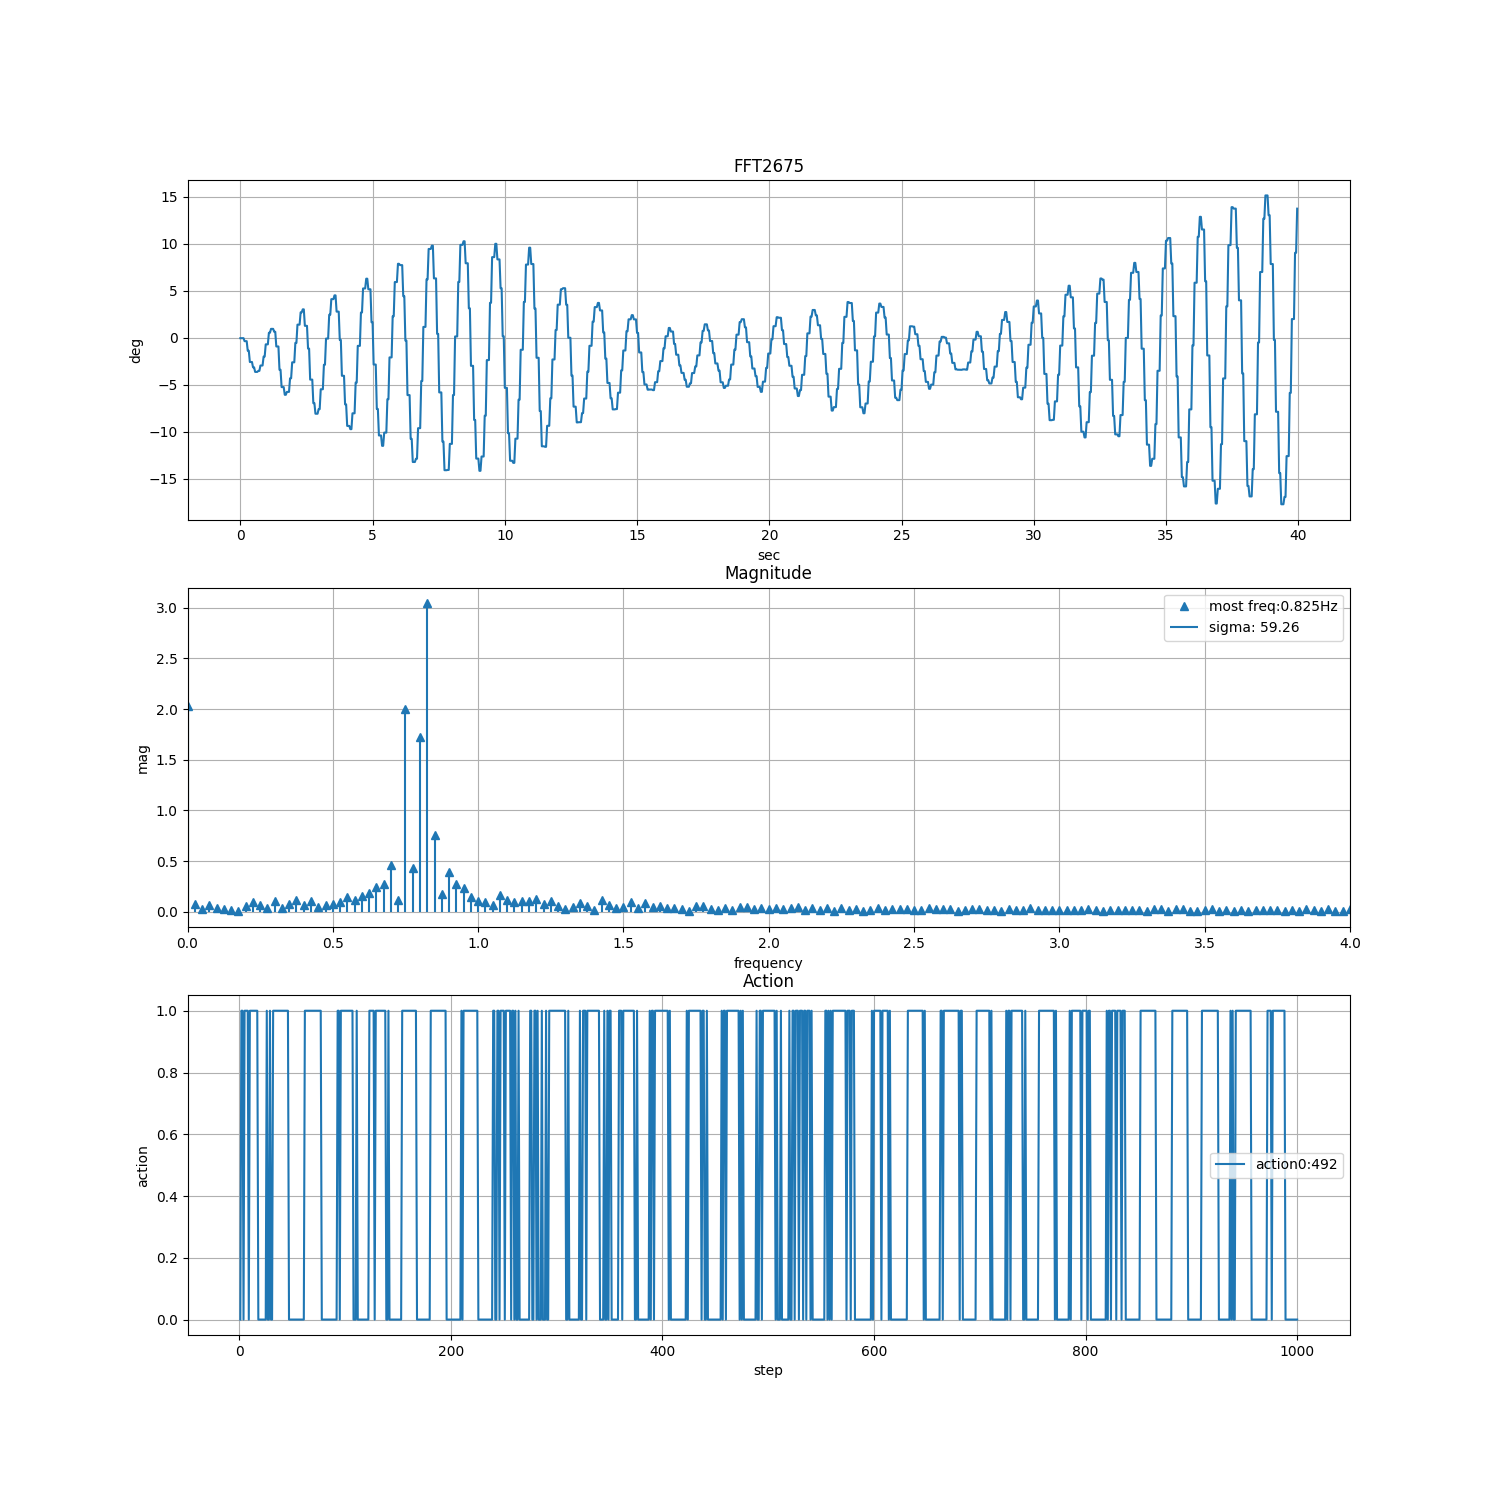 FFT2675
15
10
5
0
−5
−10
−15
deg
0 5 10 15 20 25 30 35 40
sec
Magnitude
3.0
2.5
2.0
1.5
1.0
0.5
0.0
mag
most freq:0.825Hz
sigma: 59.26
0.0 0.5 1.0 1.5 2.0 2.5 3.0 3.5 4.0
frequency
Action
1.0
0.8
0.6
0.4
0.2
0.0
action
action0:492
0 200 400 600 800 1000
step